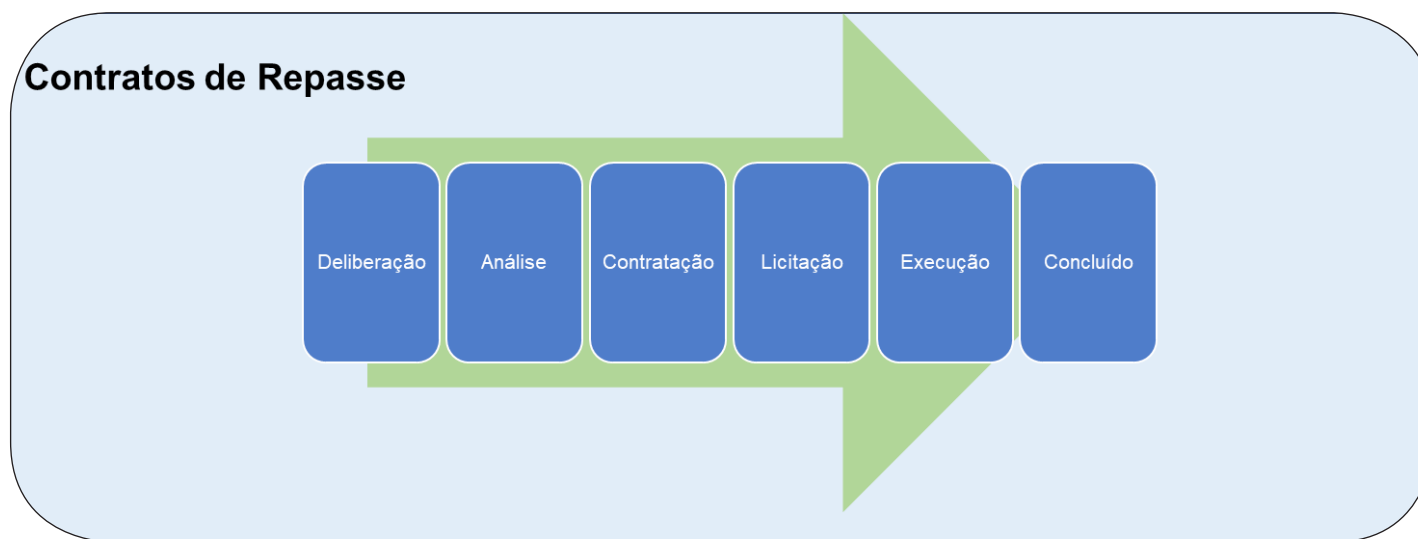 Contratos de Repasse
Deliberação
Análise
Contratação
Licitação
Execução
Concluído